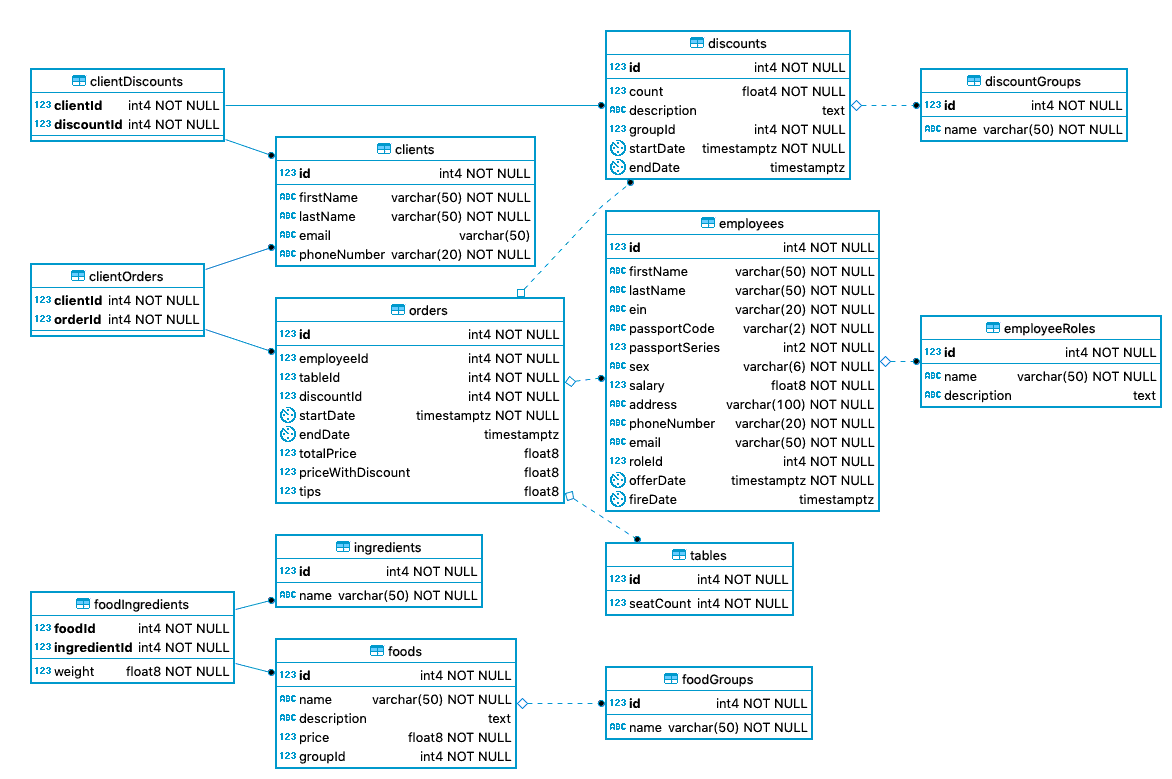 clientDiscounts
123 clientId int4 NOT NULL
123 discountId int4 NOT NULL
clients
123 id int4 NOT NULL
ABC firstName varchar(50) NOT NULL
ABC lastName varchar(50) NOT NULL
ABC email varchar(50)
ABC phoneNumber varchar(20) NOT NULL
discounts
123 id int4 NOT NULL
123 count float4 NOT NULL
ABC description text
123 groupId int4 NOT NULL
startDate timestamptz NOT NULL
endDate timestamptz
discountGroups
123 id int4 NOT NULL
ABC name varchar(50) NOT NULL
clientOrders
123 clientId int4 NOT NULL
123 orderId int4 NOT NULL
orders
123 id int4 NOT NULL
123 employeeId int4 NOT NULL
123 tableId int4 NOT NULL
123 discountId int4 NOT NULL
startDate timestamptz NOT NULL
endDate timestamptz
123 totalPrice float8
123 priceWithDiscount float8
123 tips float8
employees
123 id int4 NOT NULL
ABC firstName varchar(50) NOT NULL
ABC lastName varchar(50) NOT NULL
ABC ein varchar(20) NOT NULL
ABC passportCode varchar(2) NOT NULL
123 passportSeries int2 NOT NULL
ABC sex varchar(6) NOT NULL
123 salary float8 NOT NULL
ABC address varchar(100) NOT NULL
ABC phoneNumber varchar(20) NOT NULL
ABC email varchar(50) NOT NULL
123 roleId int4 NOT NULL
offerDate timestamptz NOT NULL
fireDate timestamptz
employeeRoles
123 id int4 NOT NULL
ABC name varchar(50) NOT NULL
ABC description text
ingredients
123 id int4 NOT NULL
ABC name varchar(50) NOT NULL
tables
123 id int4 NOT NULL
123 seatCount int4 NOT NULL
foodIngredients
123 foodId int4 NOT NULL
123 ingredientId int4 NOT NULL
123 weight float8 NOT NULL
foods
123 id int4 NOT NULL
ABC name varchar(50) NOT NULL
ABC description text
123 price float8 NOT NULL
123 groupId int4 NOT NULL
foodGroups
123 id int4 NOT NULL
ABC name varchar(50) NOT NULL